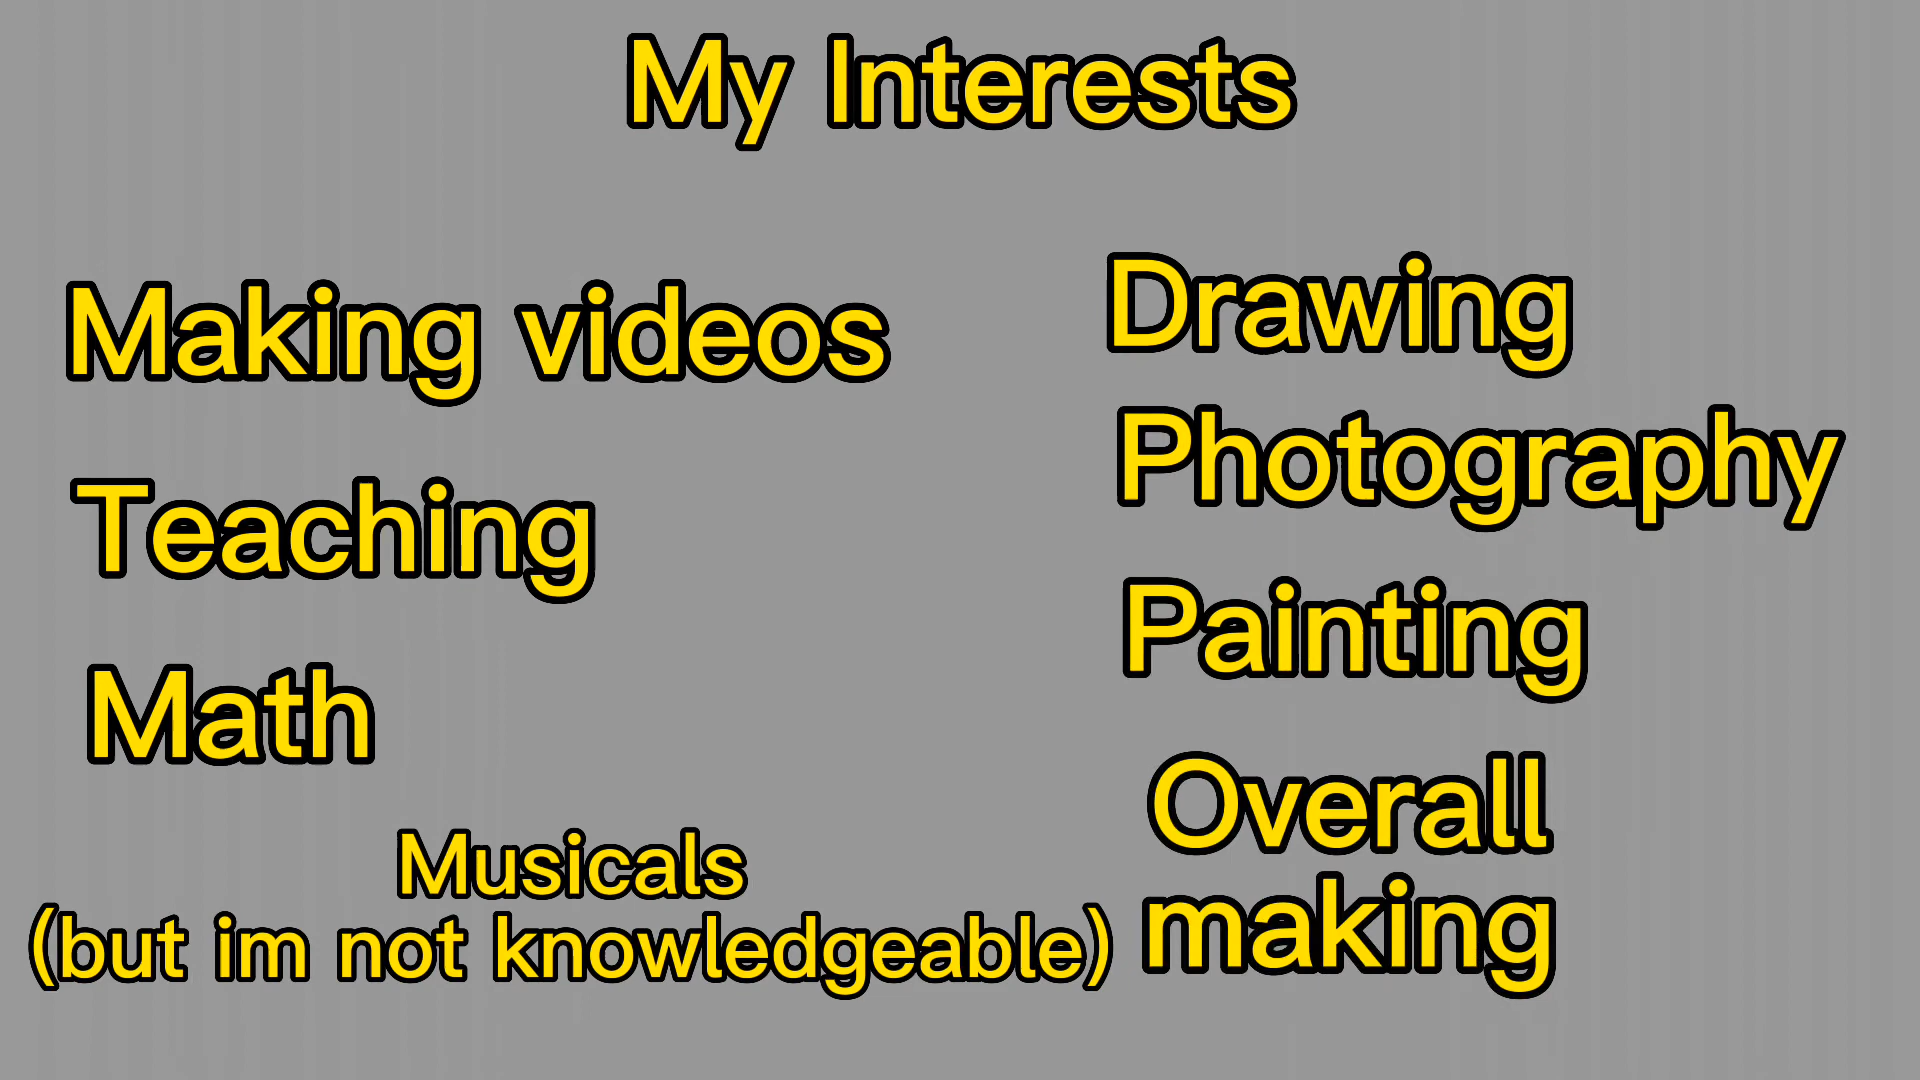 My Interests
Making videos
Teaching
Math
Musicals
(but im not knowledgeable)
Drawing
Photography
Painting
Overall
making